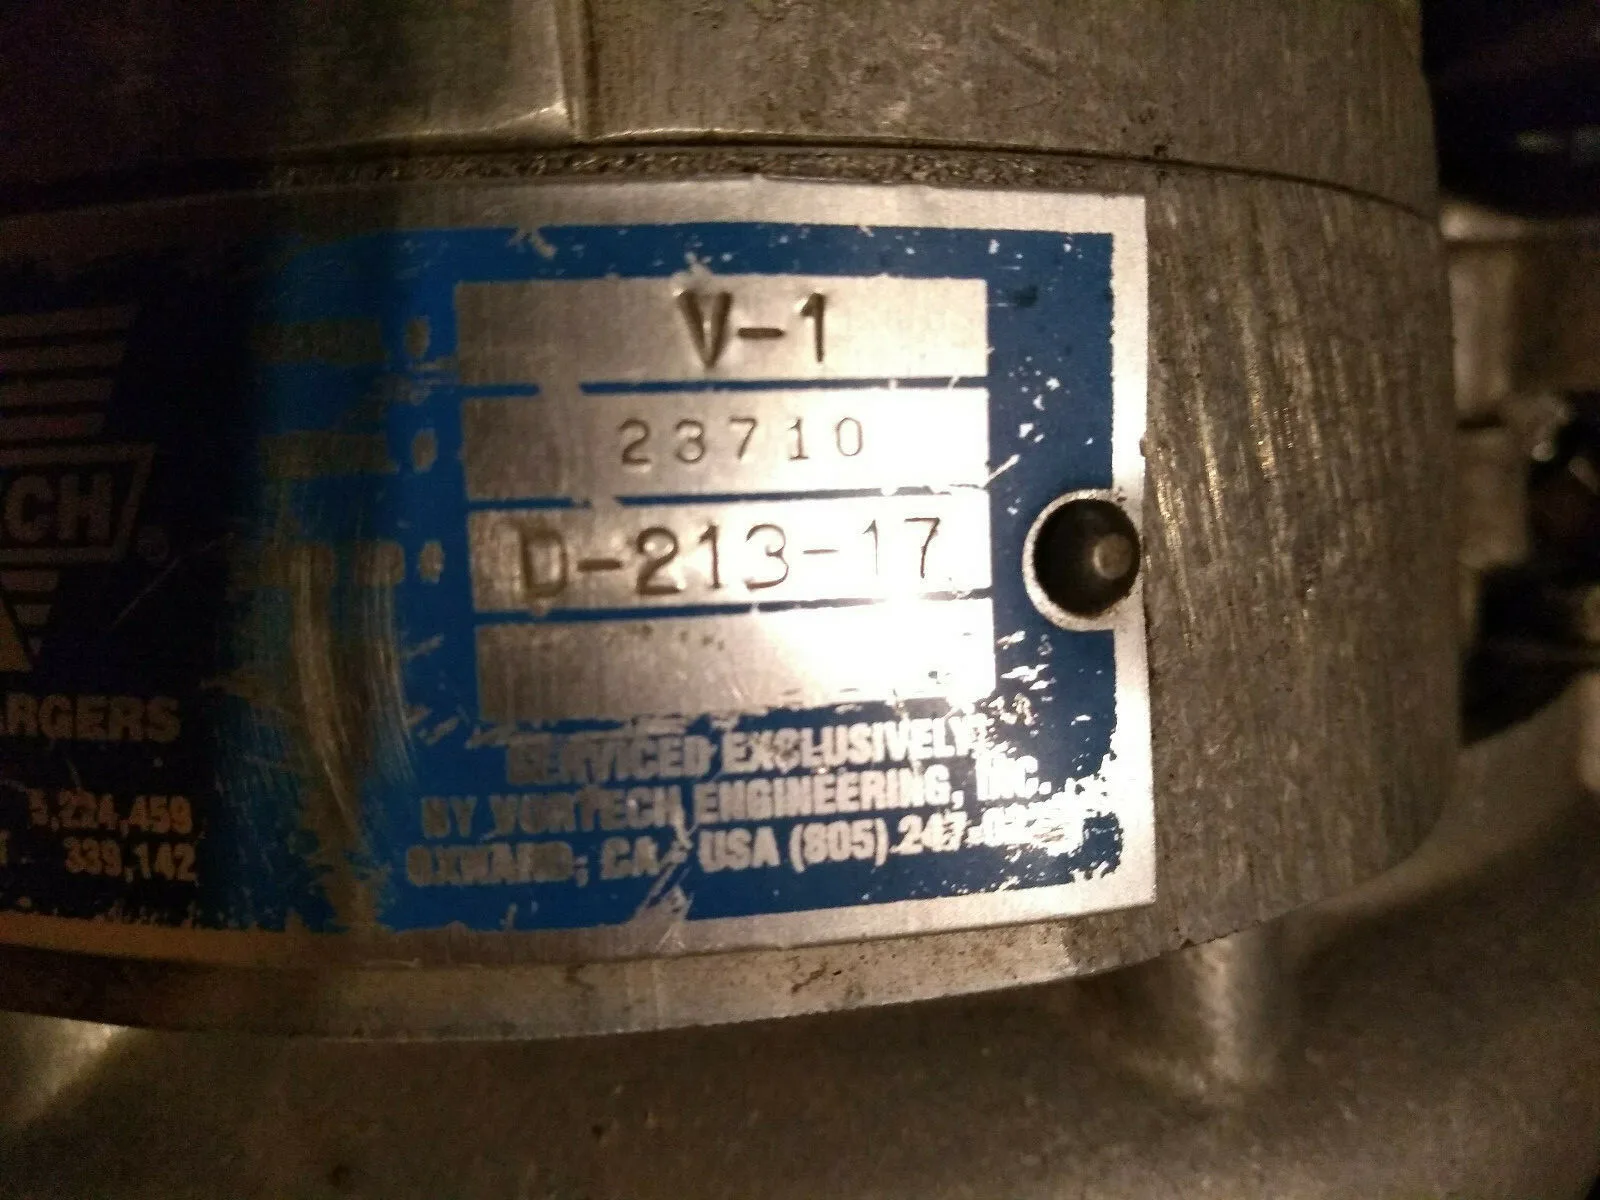 V-1
23710
D-213-17
CH
ARGERS
SERVICED EXCLUSIVELY
BY VORTECH ENGINEERING, INC.
OXNARD, CA USA (805) 247-
,224,459
339,142